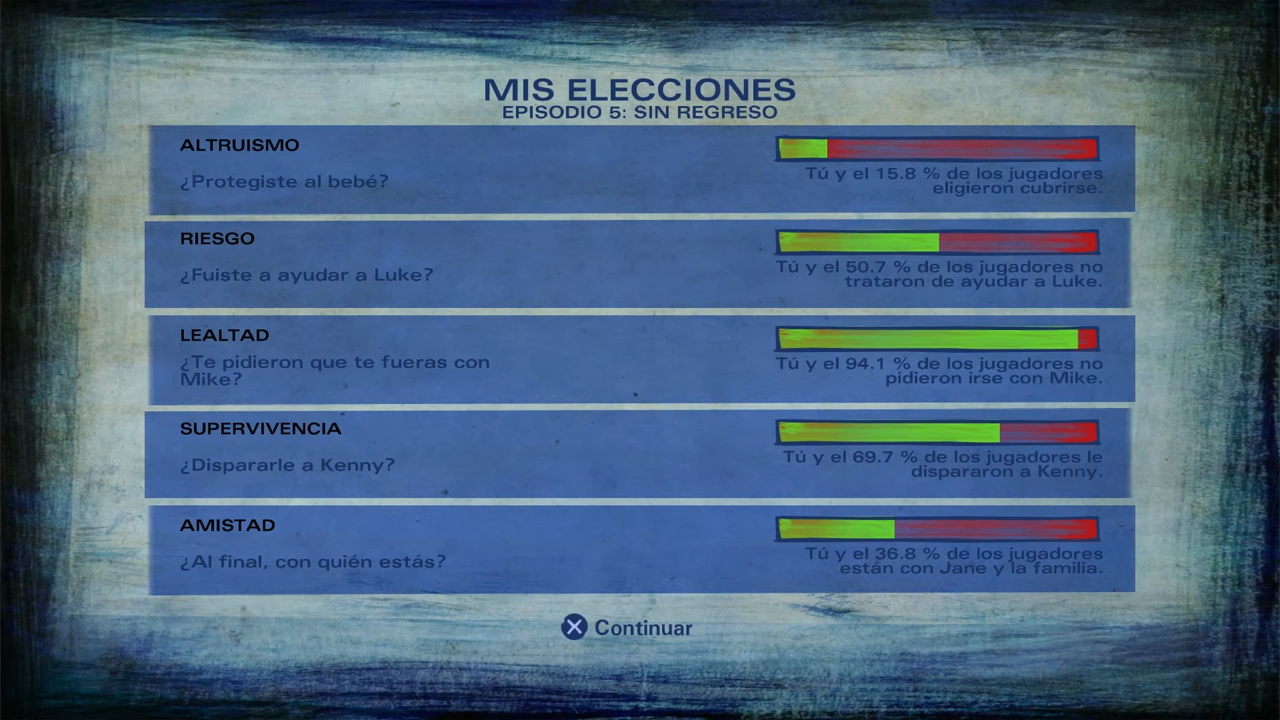 MIS ELECCIONES
EPISODIO 5: SIN REGRESO
ALTRUISMO
¿Protegiste al bebé?
Tú y el 15.8 % de los jugadores
eligieron cubrirse.
RIESGO
¿Fuiste a ayudar a Luke?
Tú y el 50.7 % de los jugadores no
trataron de ayudar a Luke.
LEALTAD
¿Te pidieron que te fueras con
Mike?
Tú y el 94.1 % de los jugadores no
pidieron irse con Mike.
SUPERVIVENCIA
¿Dispararle a Kenny?
Tú y el 69.7 % de los jugadores le
dispararon a Kenny.
AMISTAD
¿Al final, con quién estás?
Tú y el 36.8 % de los jugadores
están con Jane y la familia.
Continuar